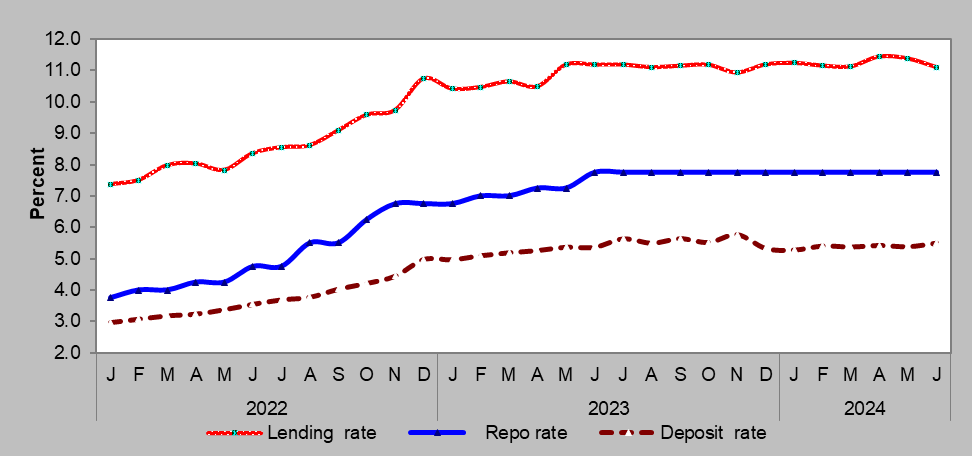 12.0
11.0
10.0
9.0
8.0
7.0
6.0
5.0
4.0
3.0
2.0
Percent
J F M A M J J A S O N D J F M A M J J A S O N D J F M A M J
2022 2023 2024
Lending rate Repo rate Deposit rate